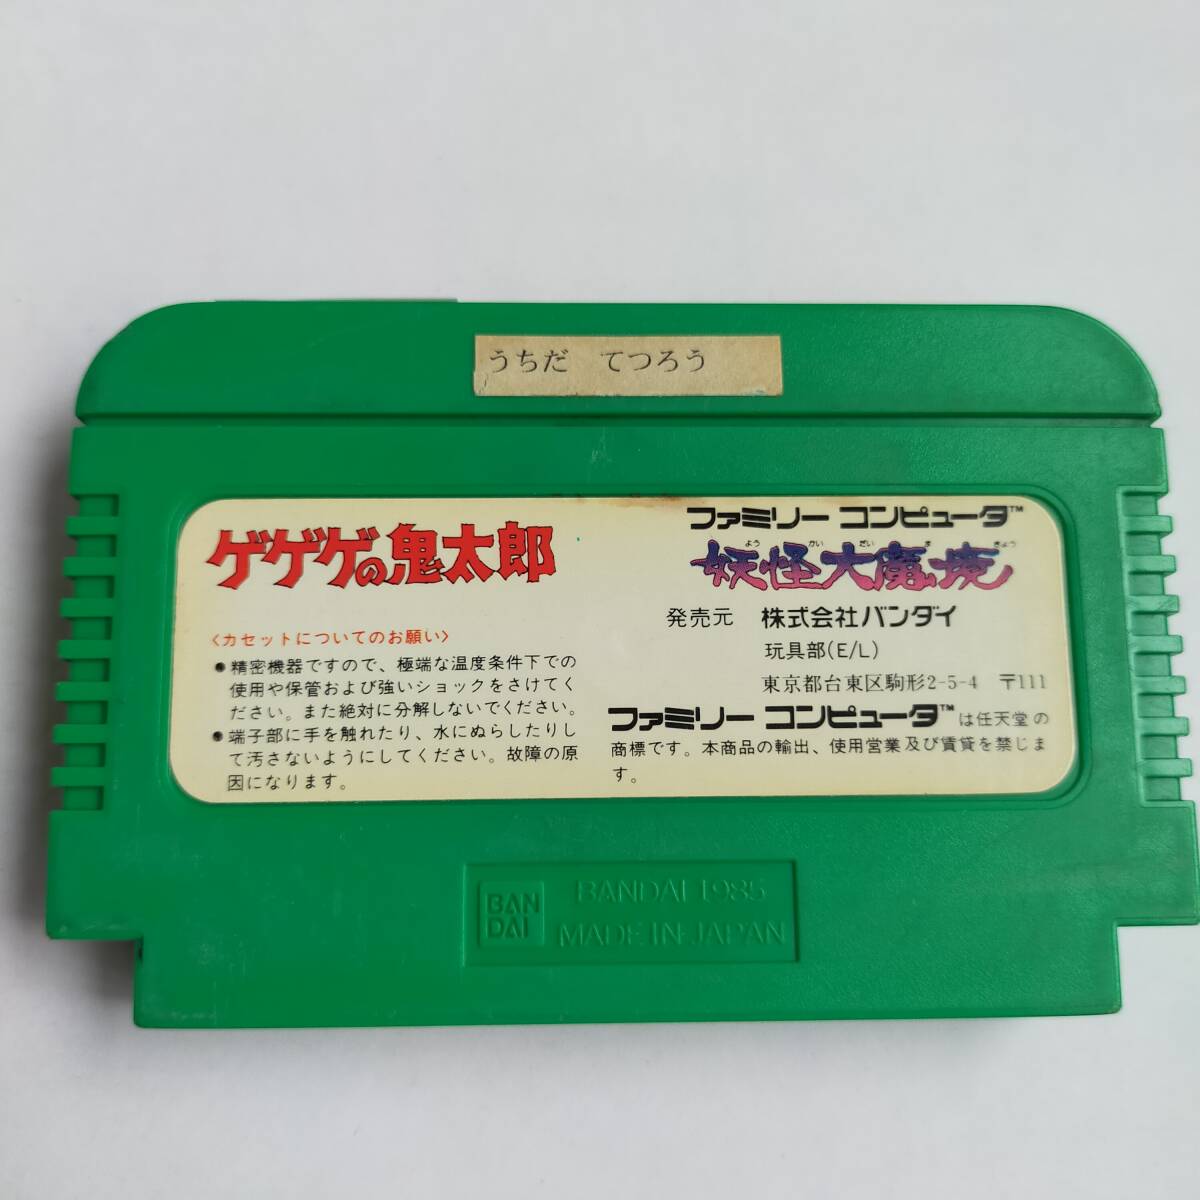 うちだ　てつろう
ゲゲゲの鬼太郎
〈カセットについてのお願い〉
●精密機器ですので、極端な温度条件下での
使用や保管および強いショックをさけてく
ださい。また絶対に分解しないでください。
●端子部に手を触れたり、水にぬらしたりし
て汚さないようにしてください。故障の原
因になります。
ファミリー コンピュータ™
よう かい だい ま きょう
妖怪大魔境
発売元　株式会社バンダイ
玩具部(E/L)
東京都台東区駒形2-5-4　〒111
ファミリー コンピュータ™は任天堂の
商標です。本商品の輸出、使用営業及び賃貸を禁じま
す。
BAN
DAI
BANDAI 1985
MADE IN JAPAN